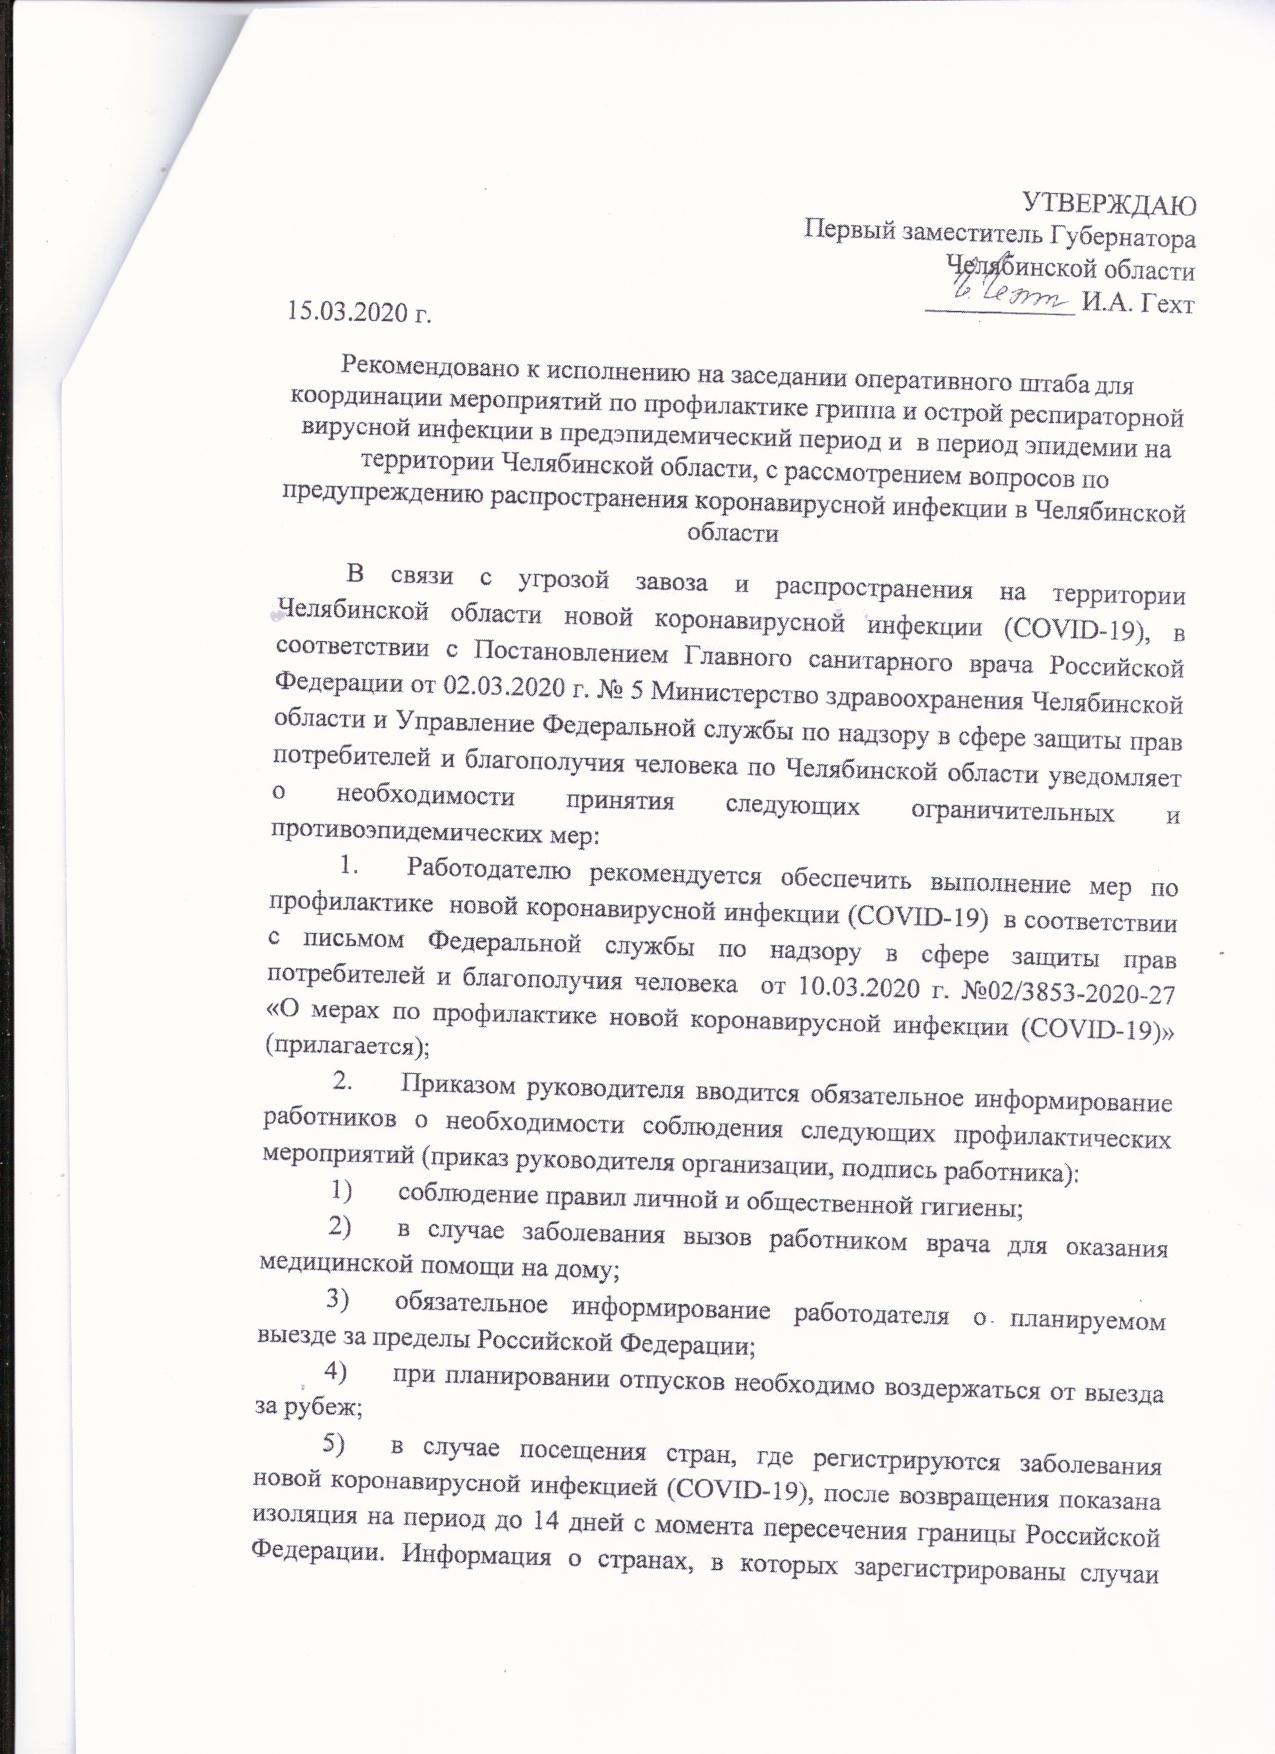 УТВЕРЖДАЮ
Первый заместитель Губернатора
Челябинской области
И.А. Гехт
15.03.2020 г.
Рекомендовано к исполнению на заседании оперативного штаба для
координации мероприятий по профилактике гриппа и острой респираторной
вирусной инфекции в предэпидемический период и в период эпидемии на
территории Челябинской области, с рассмотрением вопросов по
предупреждению распространения коронавирусной инфекции в Челябинской
области
В связи с угрозой завоза и распространения на территории
Челябинской области новой коронавирусной инфекции (COVID-19), в
соответствии с Постановлением Главного санитарного врача Российской
Федерации от 02.03.2020 г. № 5 Министерство здравоохранения Челябинской
области и Управление Федеральной службы по надзору в сфере защиты прав
потребителей и благополучия человека по Челябинской области уведомляет
о необходимости принятия следующих ограничительных и
противоэпидемических мер:
1. Работодателю рекомендуется обеспечить выполнение мер по
профилактике новой коронавирусной инфекции (COVID-19) в соответствии
с письмом Федеральной службы по надзору в сфере защиты прав
потребителей и благополучия человека от 10.03.2020 г. №02/3853-2020-27
«О мерах по профилактике новой коронавирусной инфекции (COVID-19)»
(прилагается);
2. Приказом руководителя вводится обязательное информирование
работников о необходимости соблюдения следующих профилактических
мероприятий (приказ руководителя организации, подпись работника):
1) соблюдение правил личной и общественной гигиены;
2) в случае заболевания вызов работником врача для оказания
медицинской помощи на дому;
3) обязательное информирование работодателя о планируемом
выезде за пределы Российской Федерации;
4) при планировании отпусков необходимо воздержаться от выезда
за рубеж;
5) в случае посещения стран, где регистрируются заболевания
новой коронавирусной инфекцией (COVID-19), после возвращения показана
изоляция на период до 14 дней с момента пересечения границы Российской
Федерации. Информация о странах, в которых зарегистрированы случаи